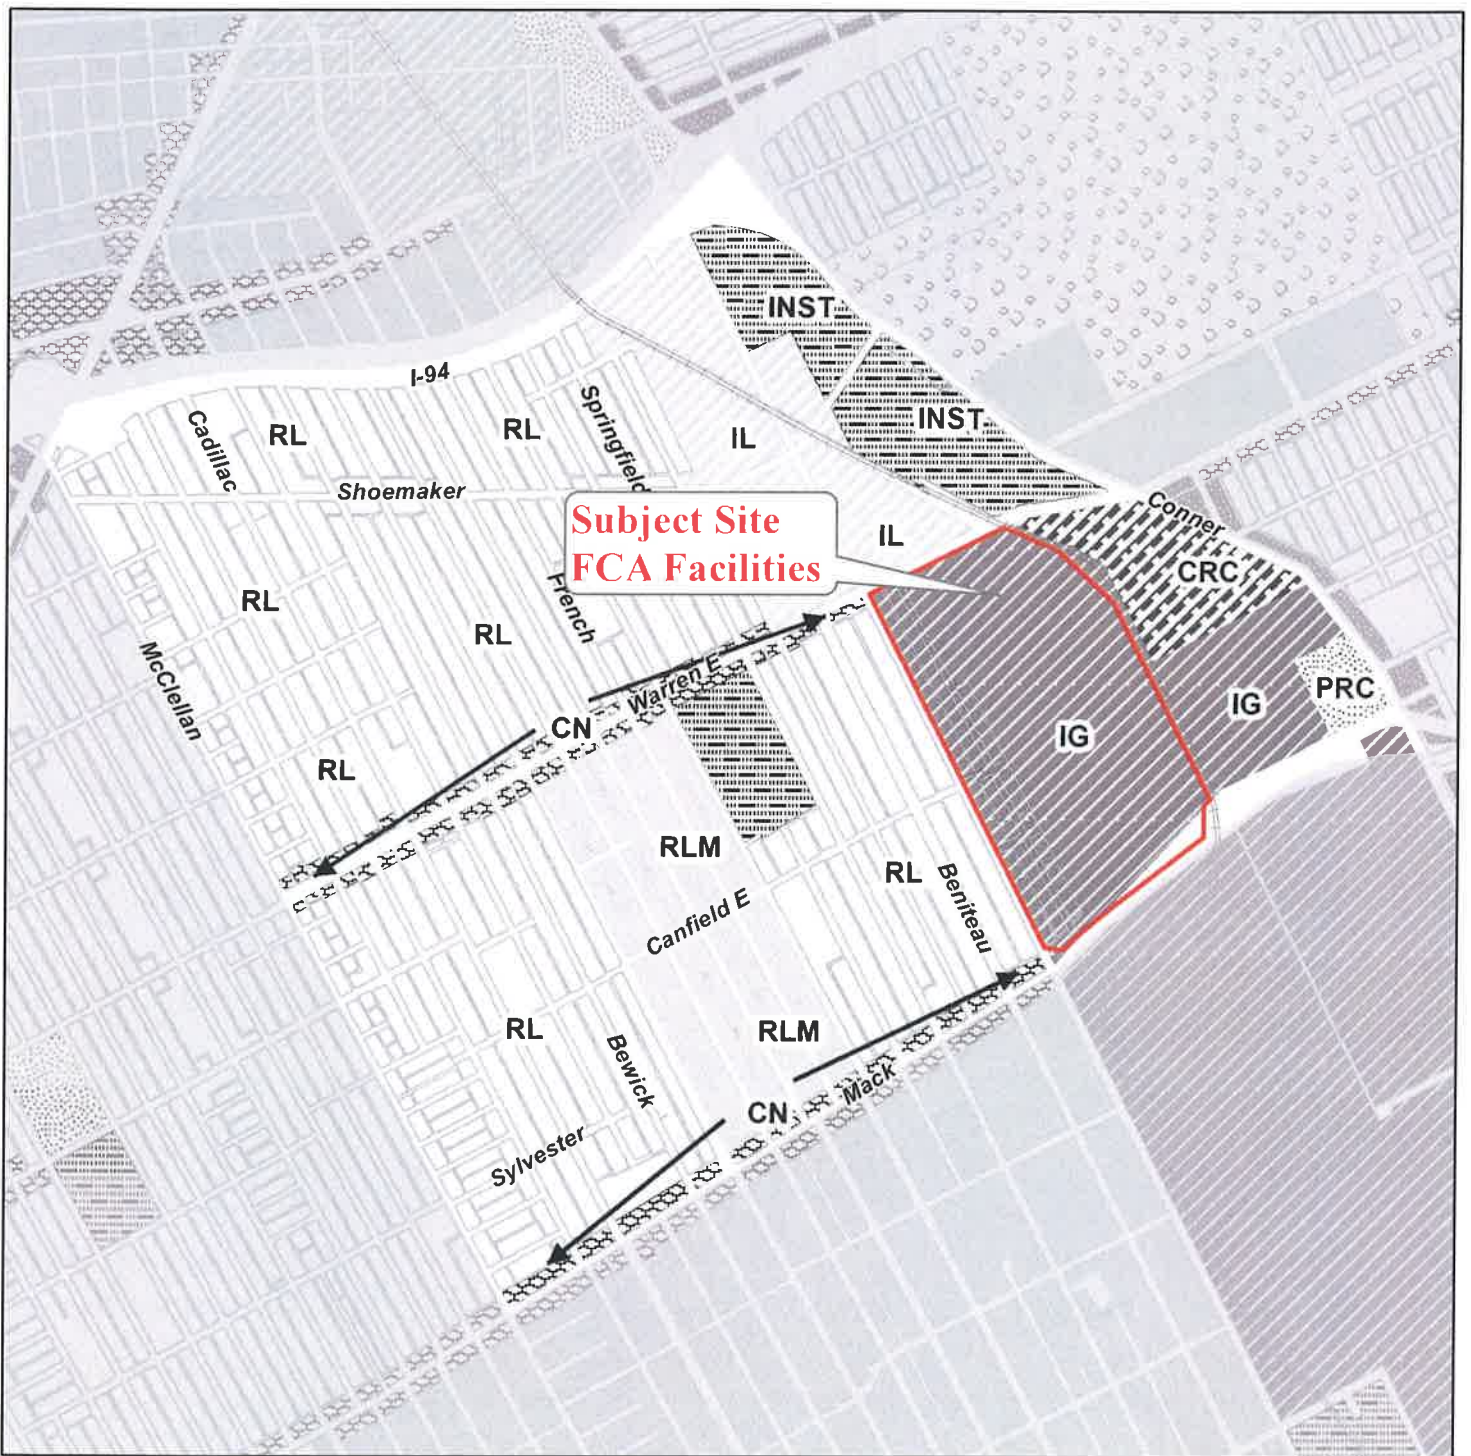 INST
I-94
INST
Cadillac
RL
RL
Springfield
IL
Shoemaker
Conner
Subject Site
FCA Facilities
IL
CRC
RL
French
RL
McClellan
Warren E
PRC
IG
CN
IG
RL
RLM
RL
Beniteau
Canfield E
RL
Bewick
RLM
Mack
CN
Sylvester